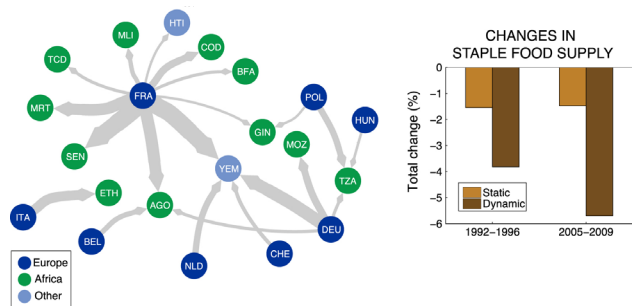 HTI
MLI
COD
TCD
BFA
FRA
POL
MRT
HUN
GIN
MOZ
SEN
YEM
TZA
ETH
AGO
ITA
DEU
BEL
CHE
NLD
Europe
Africa
Other
CHANGES IN
STAPLE FOOD SUPPLY
Total change (%)
0
−1
−2
−3
−4
−5
−6
Static
Dynamic
1992−1996
2005−2009